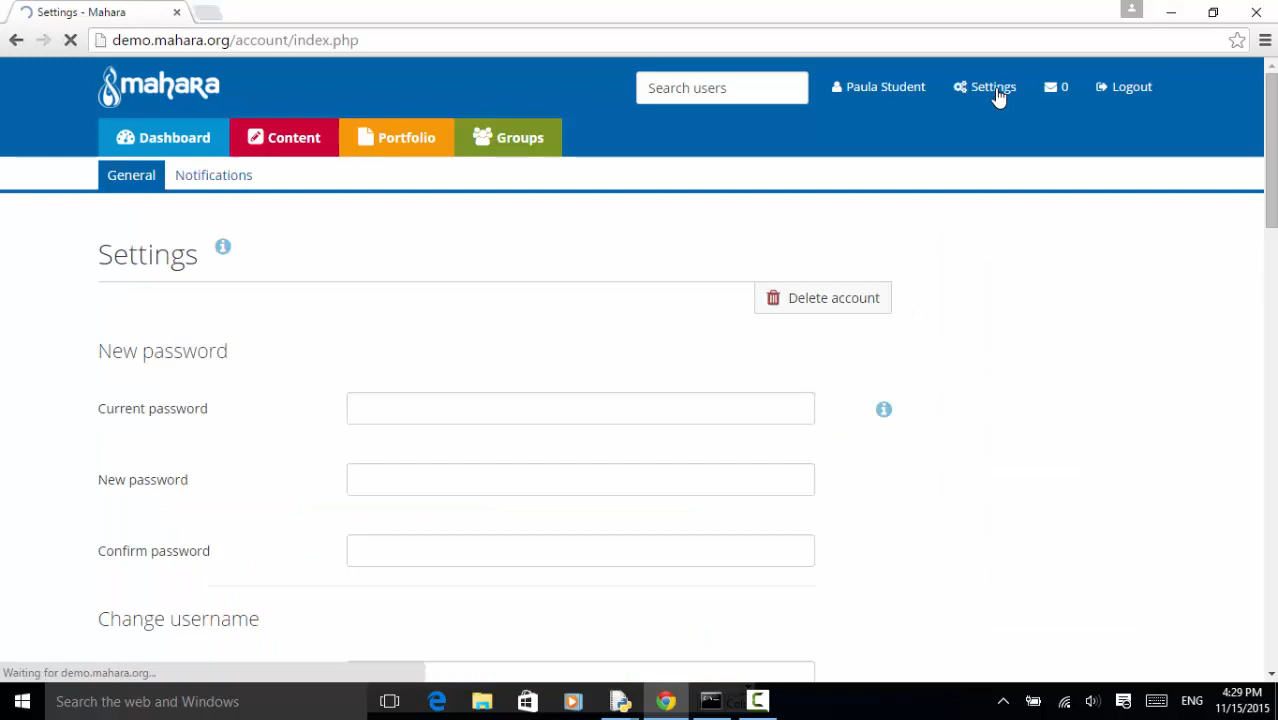 Settings - Mahara
demo.mahara.org/account/index.php
mahara
Search users
Paula Student
Settings
0
Logout
Dashboard
Content
Portfolio
Groups
General
Notifications
Settings
Delete account
New password
Current password
New password
Confirm password
Change username
Waiting for demo.mahara.org...
Search the web and Windows
ENG
4:29 PM
11/15/2015